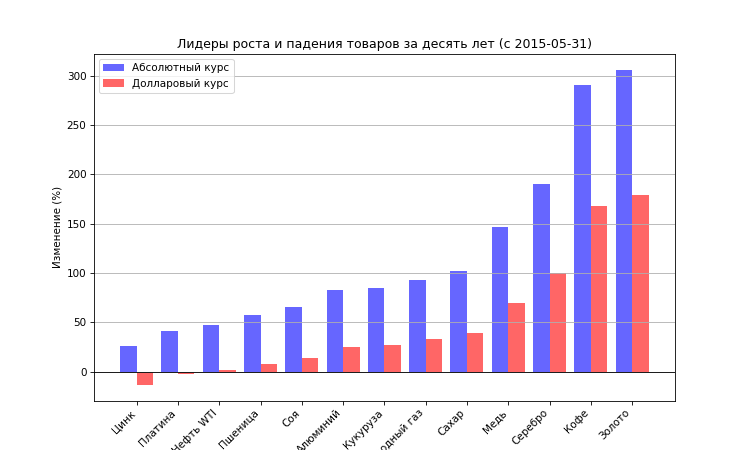 Лидеры роста и падения товаров за десять лет (с 2015-05-31)
Абсолютный курс
Долларовый курс
Изменение (%)
300
250
200
150
100
50
0
Цинк
Платина
Нефть WTI
Пшеница
Соя
Алюминий
Кукуруза
одный газ
Сахар
Медь
Серебро
Кофе
Золото